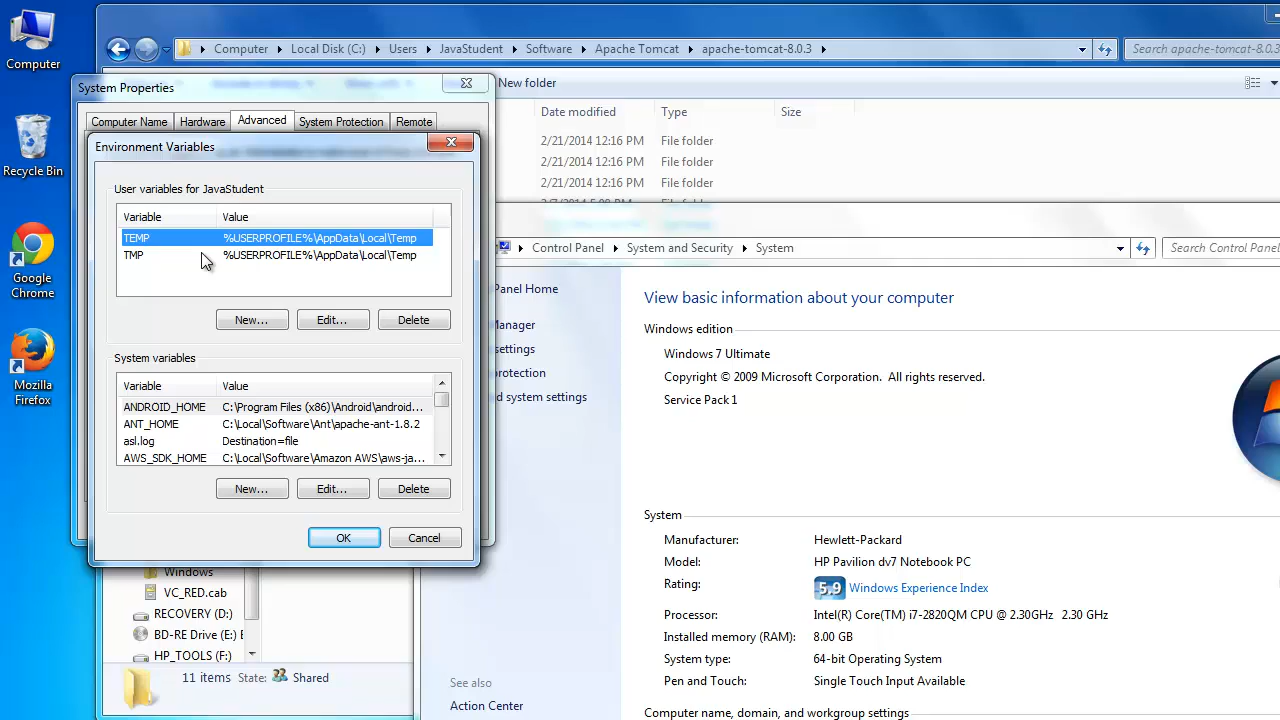 Computer
Recycle Bin
Google
Chrome
Mozilla
Firefox
Computer Local Disk (C:) Users JavaStudent Software Apache Tomcat apache-tomcat-8.0.3
Search apache-tomcat-8.0.3
New folder
Date modified Type Size
2/21/2014 12:16 PM File folder
2/21/2014 12:16 PM File folder
2/21/2014 12:16 PM File folder
System Properties
Computer Name Hardware Advanced System Protection Remote
Environment Variables
User variables for JavaStudent
Variable Value
TEMP %USERPROFILE%\AppData\Local\Temp
TMP %USERPROFILE%\AppData\Local\Temp
New... Edit... Delete
System variables
Variable Value
ANDROID_HOME C:\Program Files (x86)\Android\android...
ANT_HOME C:\Local\Software\Ant\apache-ant-1.8.2
asl.log Destination=file
AWS_SDK_HOME C:\Local\Software\Amazon AWS\aws-ja...
New... Edit... Delete
OK Cancel
Windows
VC_RED.cab
RECOVERY (D:)
BD-RE Drive (E:) E
HP_TOOLS (F:)
11 items State: Shared
Control Panel System and Security System
Search Control Panel
Panel Home
Manager
settings
protection
d system settings
See also
Action Center
View basic information about your computer
Windows edition
Windows 7 Ultimate
Copyright © 2009 Microsoft Corporation. All rights reserved.
Service Pack 1
System
Manufacturer: Hewlett-Packard
Model: HP Pavilion dv7 Notebook PC
Rating: 5.9 Windows Experience Index
Processor: Intel(R) Core(TM) i7-2820QM CPU @ 2.30GHz 2.30 GHz
Installed memory (RAM): 8.00 GB
System type: 64-bit Operating System
Pen and Touch: Single Touch Input Available
Computer name, domain, and workgroup settings